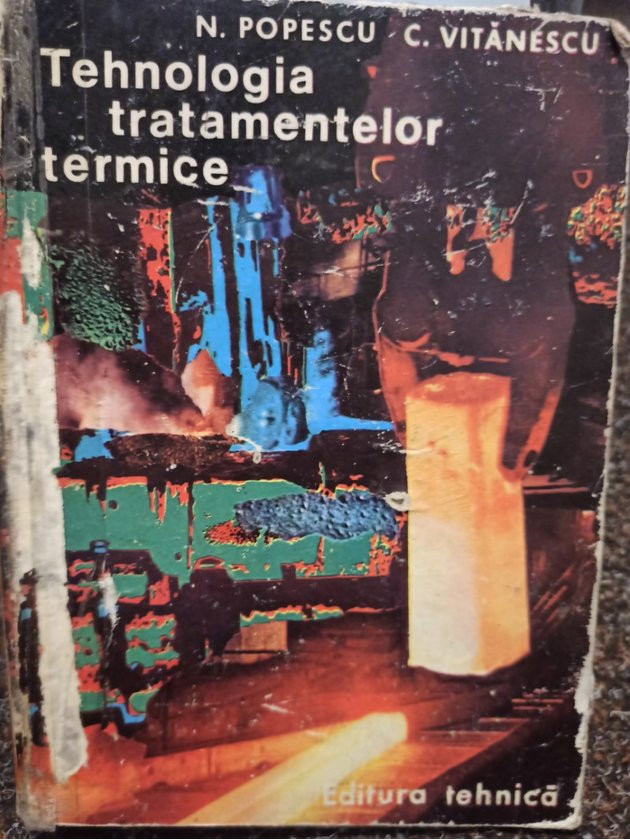 N. POPESCU C. VITĂNESCU
Tehnologia
tratamentelor
termice
Editura tehnică